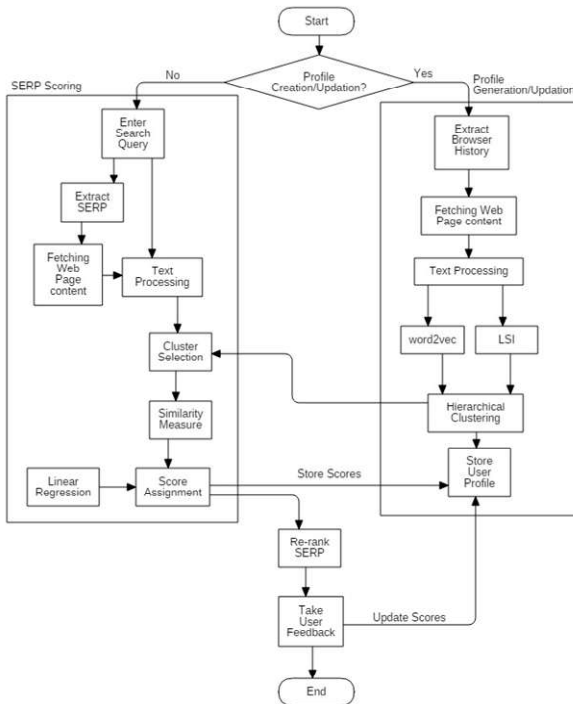 Start
Profile
Creation/Updation?
No
Yes
SERP Scoring
Profile
Generation/Updation
Enter
Search
Query
Extract
SERP
Fetching
Web
Page
content
Text
Processing
Cluster
Selection
Similarity
Measure
Linear
Regression
Score
Assignment
Extract
Browser
History
Fetching Web
Page content
Text Processing
word2vec
LSI
Hierarchical
Clustering
Store
User
Profile
Store Scores
Re-rank
SERP
Take
User
Feedback
Update Scores
End